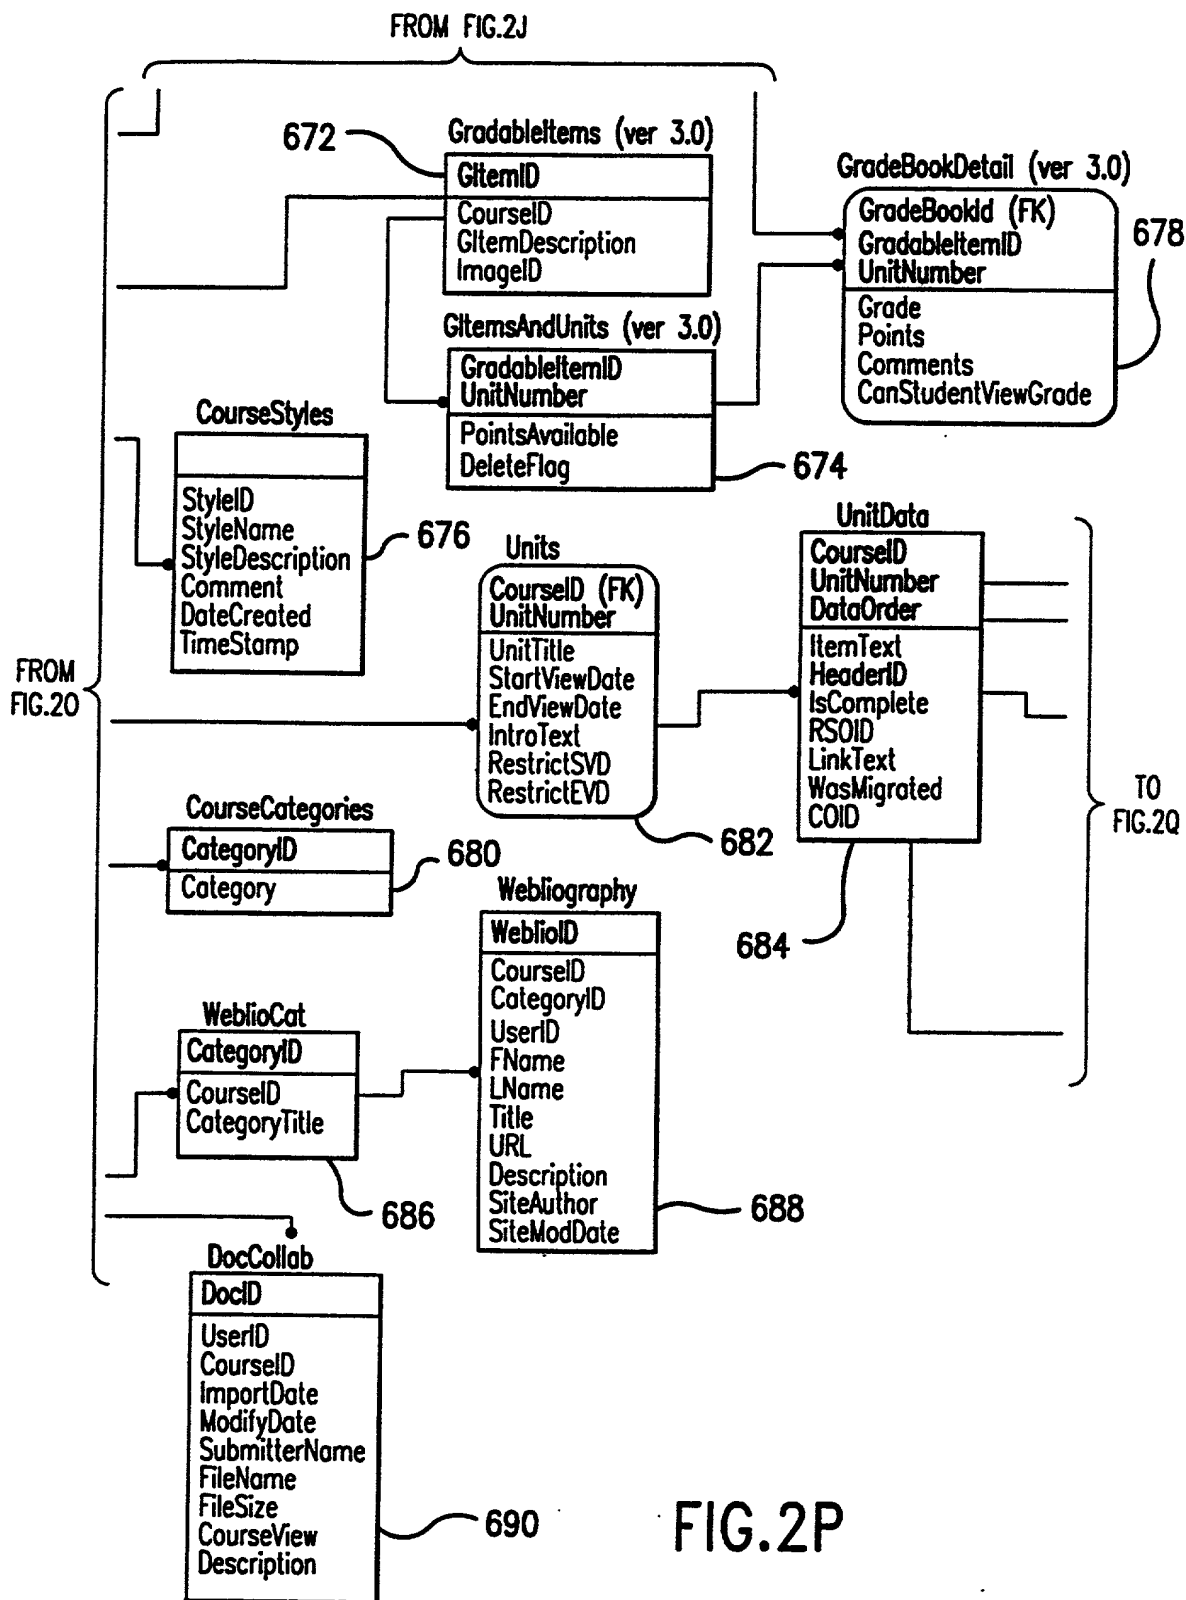 FROM FIG.2J
672
GradableItems (ver 3.0)
GItemID
CourseID
GItemDescription
ImageID
GradeBookDetail (ver 3.0)
GradeBookId (FK)
GradableItemID
UnitNumber
Grade
Points
Comments
CanStudentViewGrade
678
GItemsAndUnits (ver 3.0)
GradableItemID
UnitNumber
PointsAvailable
DeleteFlag
674
CourseStyles
StyleID
StyleName
StyleDescription
Comment
DateCreated
TimeStamp
676
Units
CourseID (FK)
UnitNumber
UnitTitle
StartViewDate
EndViewDate
IntroText
RestrictSVD
RestrictEVD
682
UnitData
CourseID
UnitNumber
DataOrder
ItemText
HeaderID
IsComplete
RSOID
LinkText
WasMigrated
COID
684
FROM
FIG.2O
TO
FIG.2Q
CourseCategories
CategoryID
Category
680
Webliography
WeblioID
CourseID
CategoryID
UserID
FName
LName
Title
URL
Description
SiteAuthor
SiteModDate
688
WeblioCat
CategoryID
CourseID
CategoryTitle
686
DocCollab
DocID
UserID
CourseID
ImportDate
ModifyDate
SubmitterName
FileName
FileSize
CourseView
Description
690
FIG.2P